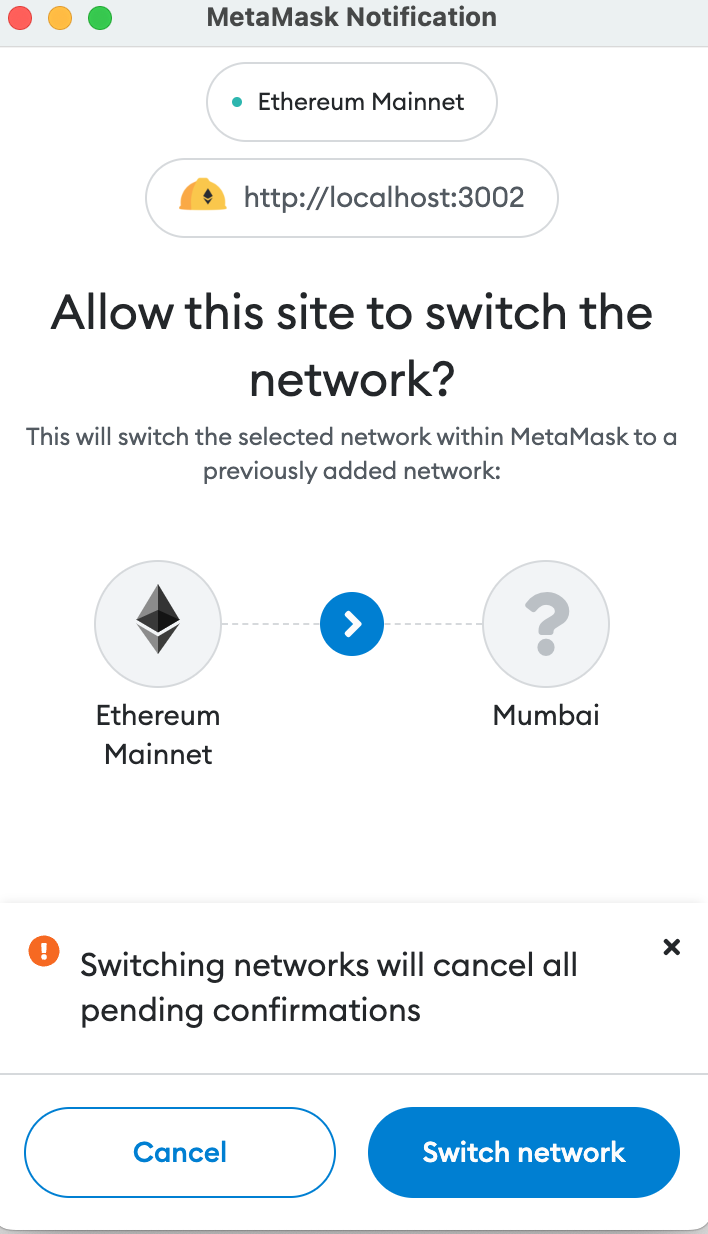 MetaMask Notification
Ethereum Mainnet
http://localhost:3002
Allow this site to switch the
network?
This will switch the selected network within MetaMask to a
previously added network:
Ethereum
Mainnet
Mumbai
Switching networks will cancel all
pending confirmations
Cancel
Switch network